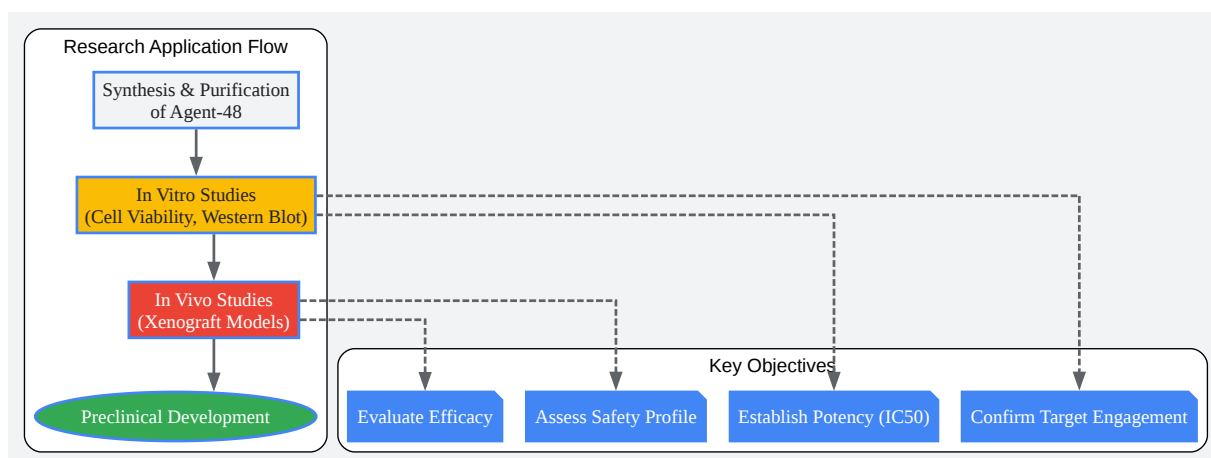 Research Application Flow
Synthesis & Purification
of Agent-48
In Vitro Studies
(Cell Viability, Western Blot)
In Vivo Studies
(Xenograft Models)
Preclinical Development
Key Objectives
Evaluate Efficacy
Assess Safety Profile
Establish Potency (IC50)
Confirm Target Engagement